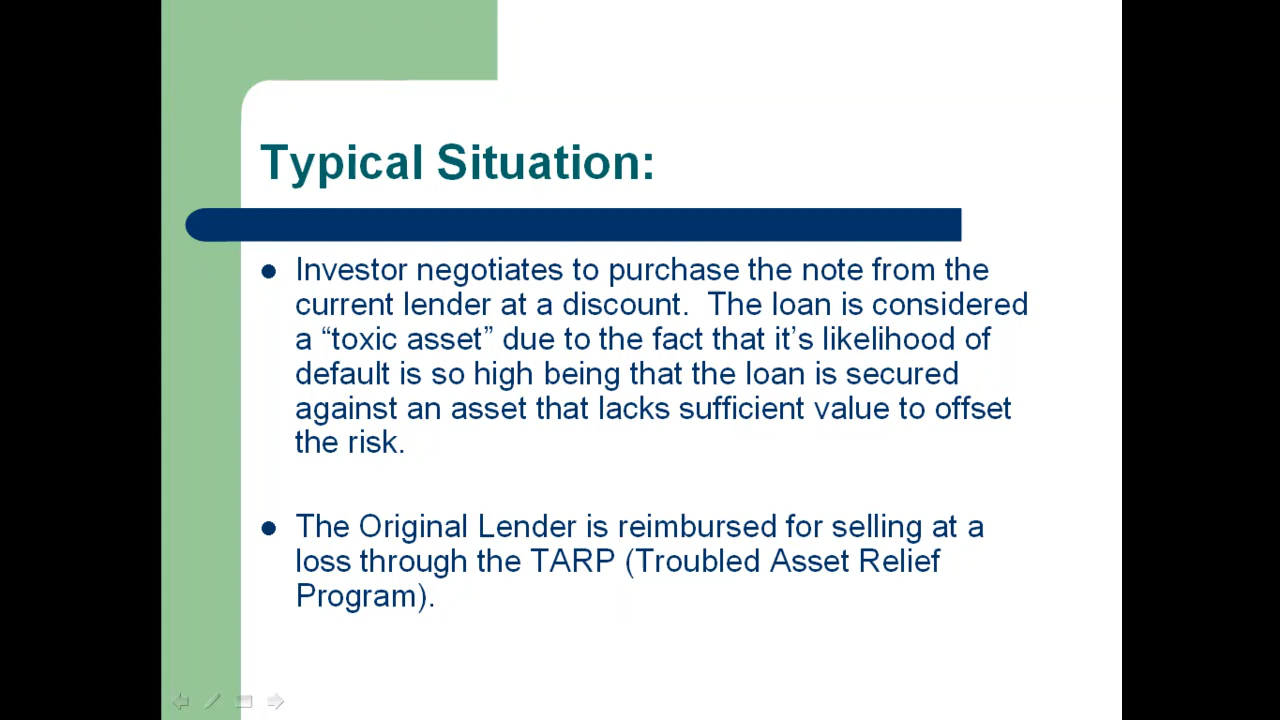 Typical Situation:
Investor negotiates to purchase the note from the
current lender at a discount.  The loan is considered
a “toxic asset” due to the fact that it’s likelihood of
default is so high being that the loan is secured
against an asset that lacks sufficient value to offset
the risk.
The Original Lender is reimbursed for selling at a
loss through the TARP (Troubled Asset Relief
Program).